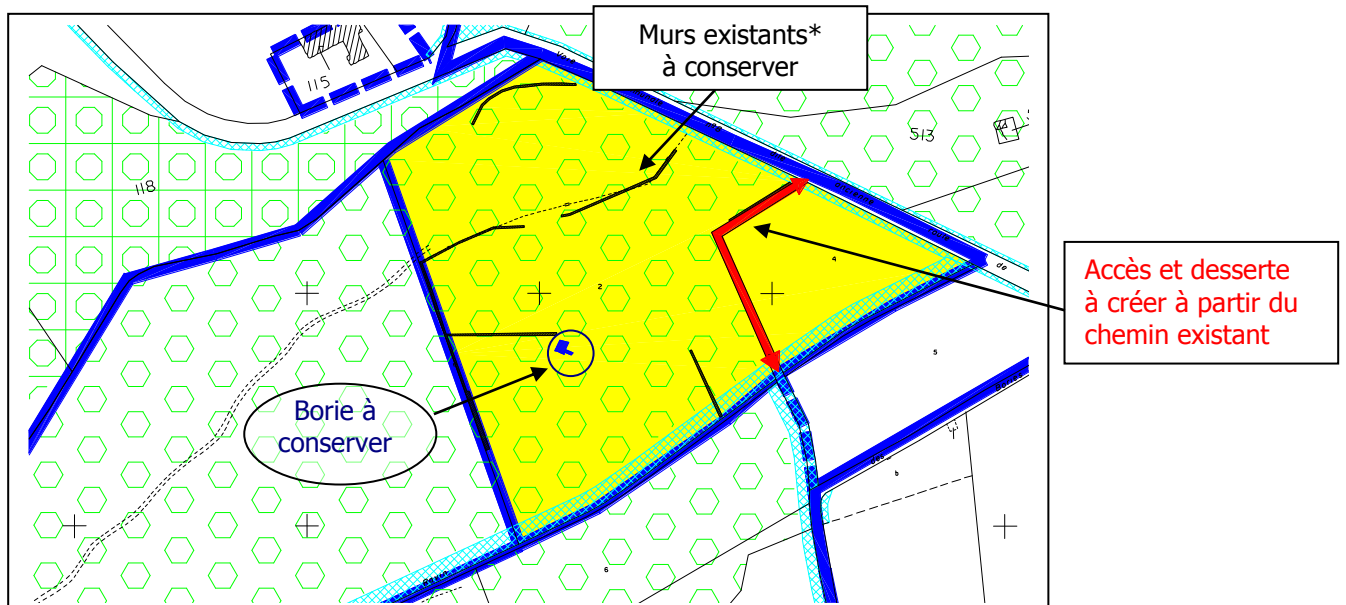 Murs existants*
à conserver
115
513
118
4
2
Accès et desserte
à créer à partir du
chemin existant
5
Borie à
conserver
6
6